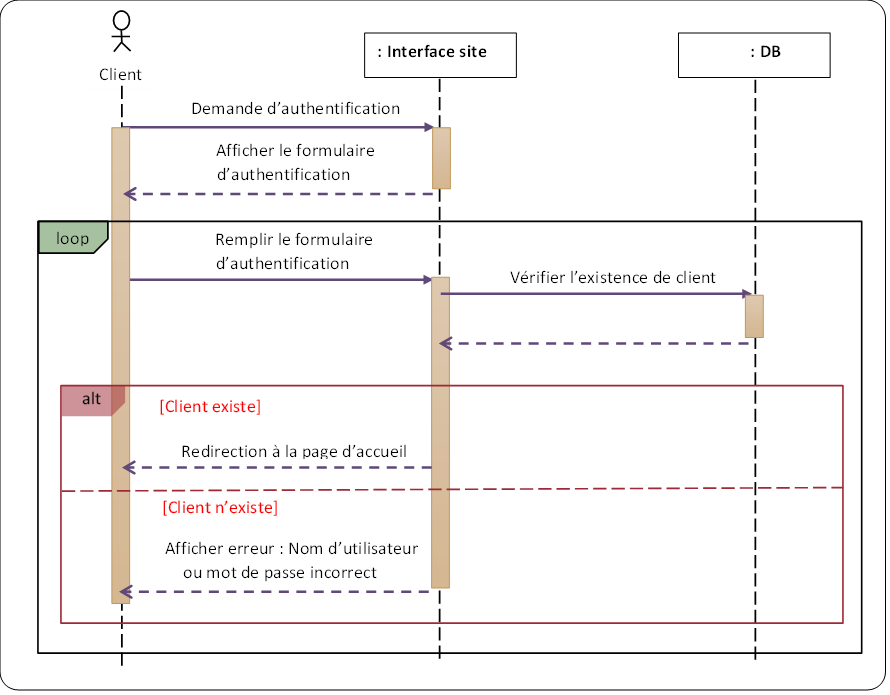 Client
: Interface site
: DB
Demande d’authentification
Afficher le formulaire
d’authentification
loop
Remplir le formulaire
d’authentification
Vérifier l’existence de client
alt
[Client existe]
Redirection à la page d’accueil
[Client n’existe]
Afficher erreur : Nom d’utilisateur
ou mot de passe incorrect